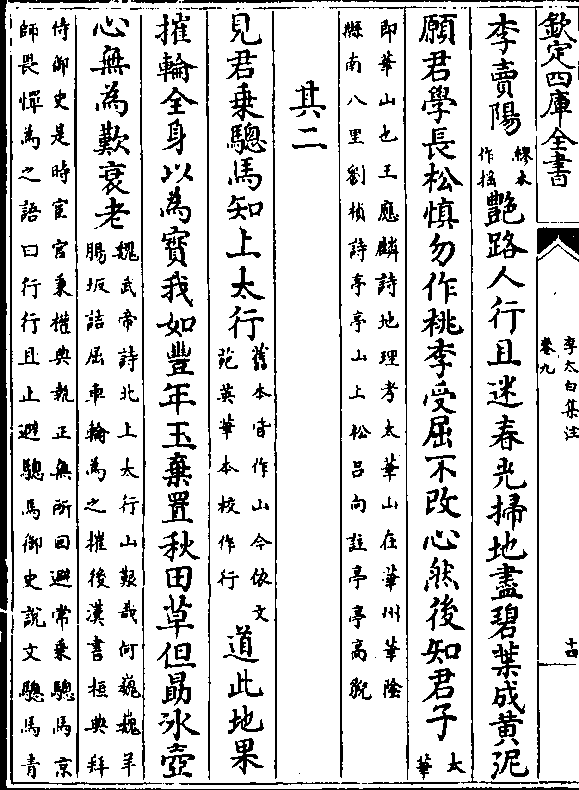 欽定四庫全書
李太白集注
卷九
十四
李賣陽繆本作搖艷路人行且迷春光掃地盡碧葉成黃泥
願君學長松慎勿作桃李受屈不改心然後知君子太華
即華山也王應麟詩地理考太華山在華州華陰
縣南八里劉楨詩亭亭山上松呂向註亭亭高貌
其二
見君乗驄馬知上太行舊本皆作山今依文苑英華本校作行道此地果
摧輪全身以為寳我如豐年玉棄置秋田草但勗冰壺
心無為歎衰老魏武帝詩北上太行山艱哉何巍巍羊
腸坂詰屈車輪為之摧後漢書桓典拜
侍御史是時宦官秉權典執正無所回避常乗驄馬京
師畏憚為之語曰行行且止避驄馬御史說文驄馬青